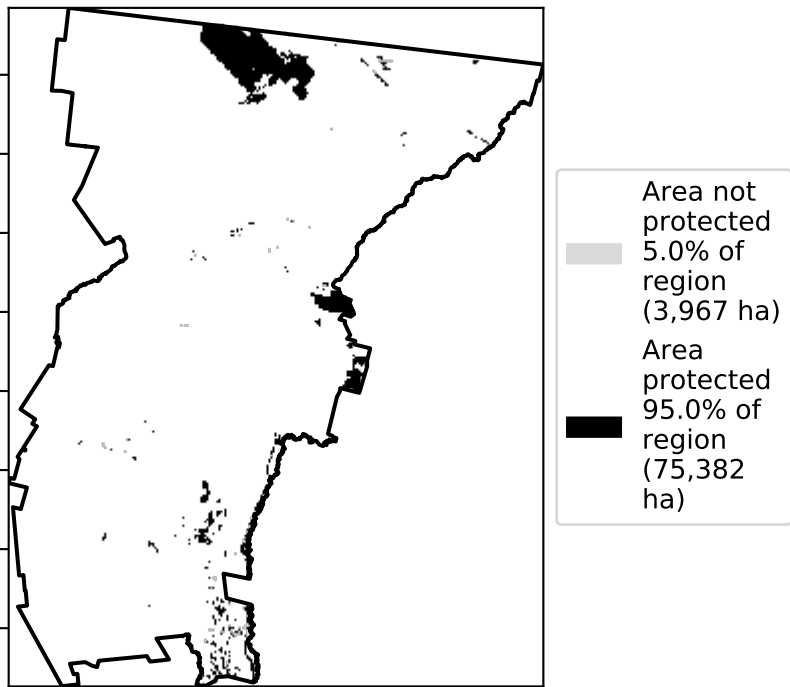 Area not
protected
5.0% of
region
(3,967 ha)
Area
protected
95.0% of
region
(75,382
ha)